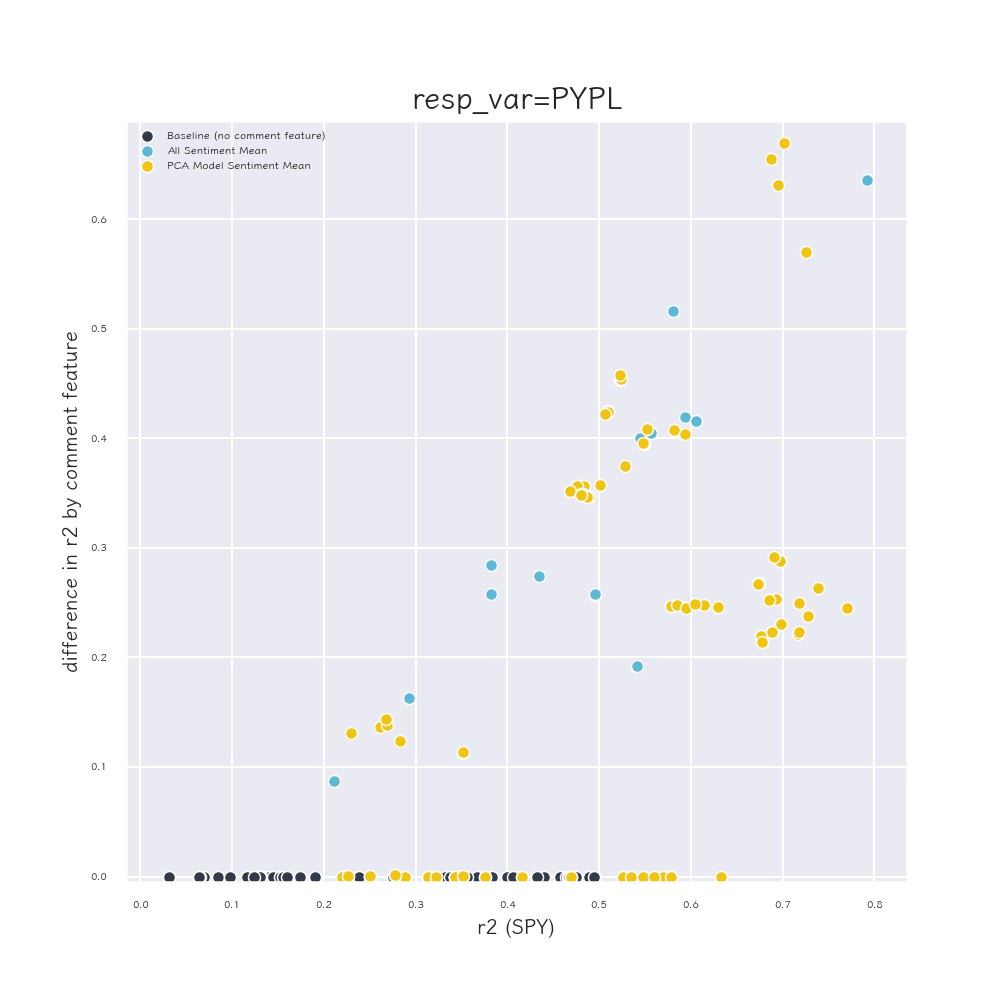 resp_var=PYPL
Baseline (no comment feature)
All Sentiment Mean
PCA Model Sentiment Mean
difference in r2 by comment feature
0.6
0.5
0.4
0.3
0.2
0.1
0.0
0.0 0.1 0.2 0.3 0.4 0.5 0.6 0.7 0.8
r2 (SPY)